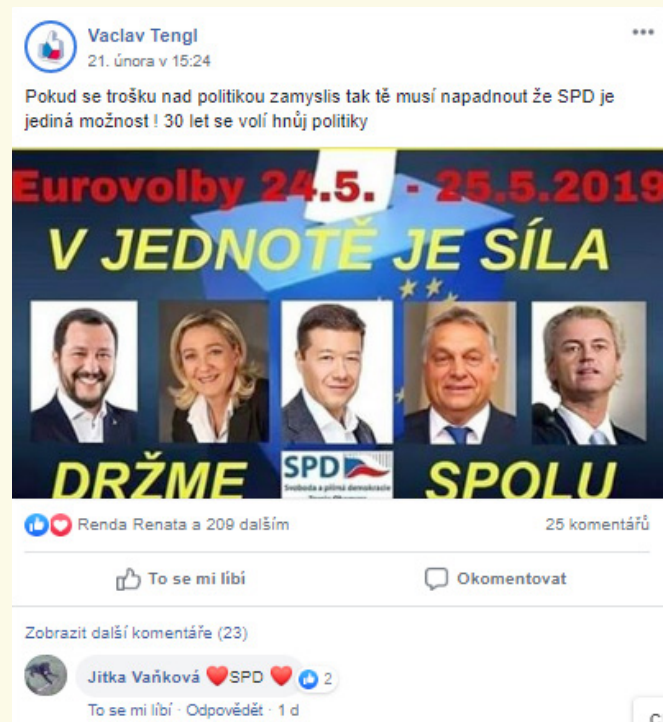 Vaclav Tengl
21. února v 15:24
Pokud se trošku nad politikou zamyslis tak tě musí napadnout že SPD je
jediná možnost ! 30 let se volí hnůj politiky
Eurovolby 24.5. - 25.5.2019
V JEDNOTĚ JE SÍLA
DRŽME SPD SPOLU
Svoboda a přímá demokracie
Renda Renata a 209 dalším
25 komentářů
To se mi líbí
Okomentovat
Zobrazit další komentáře (23)
Jitka Vaňková ❤️SPD ❤️ 2
To se mi líbí · Odpovědět · 1 d